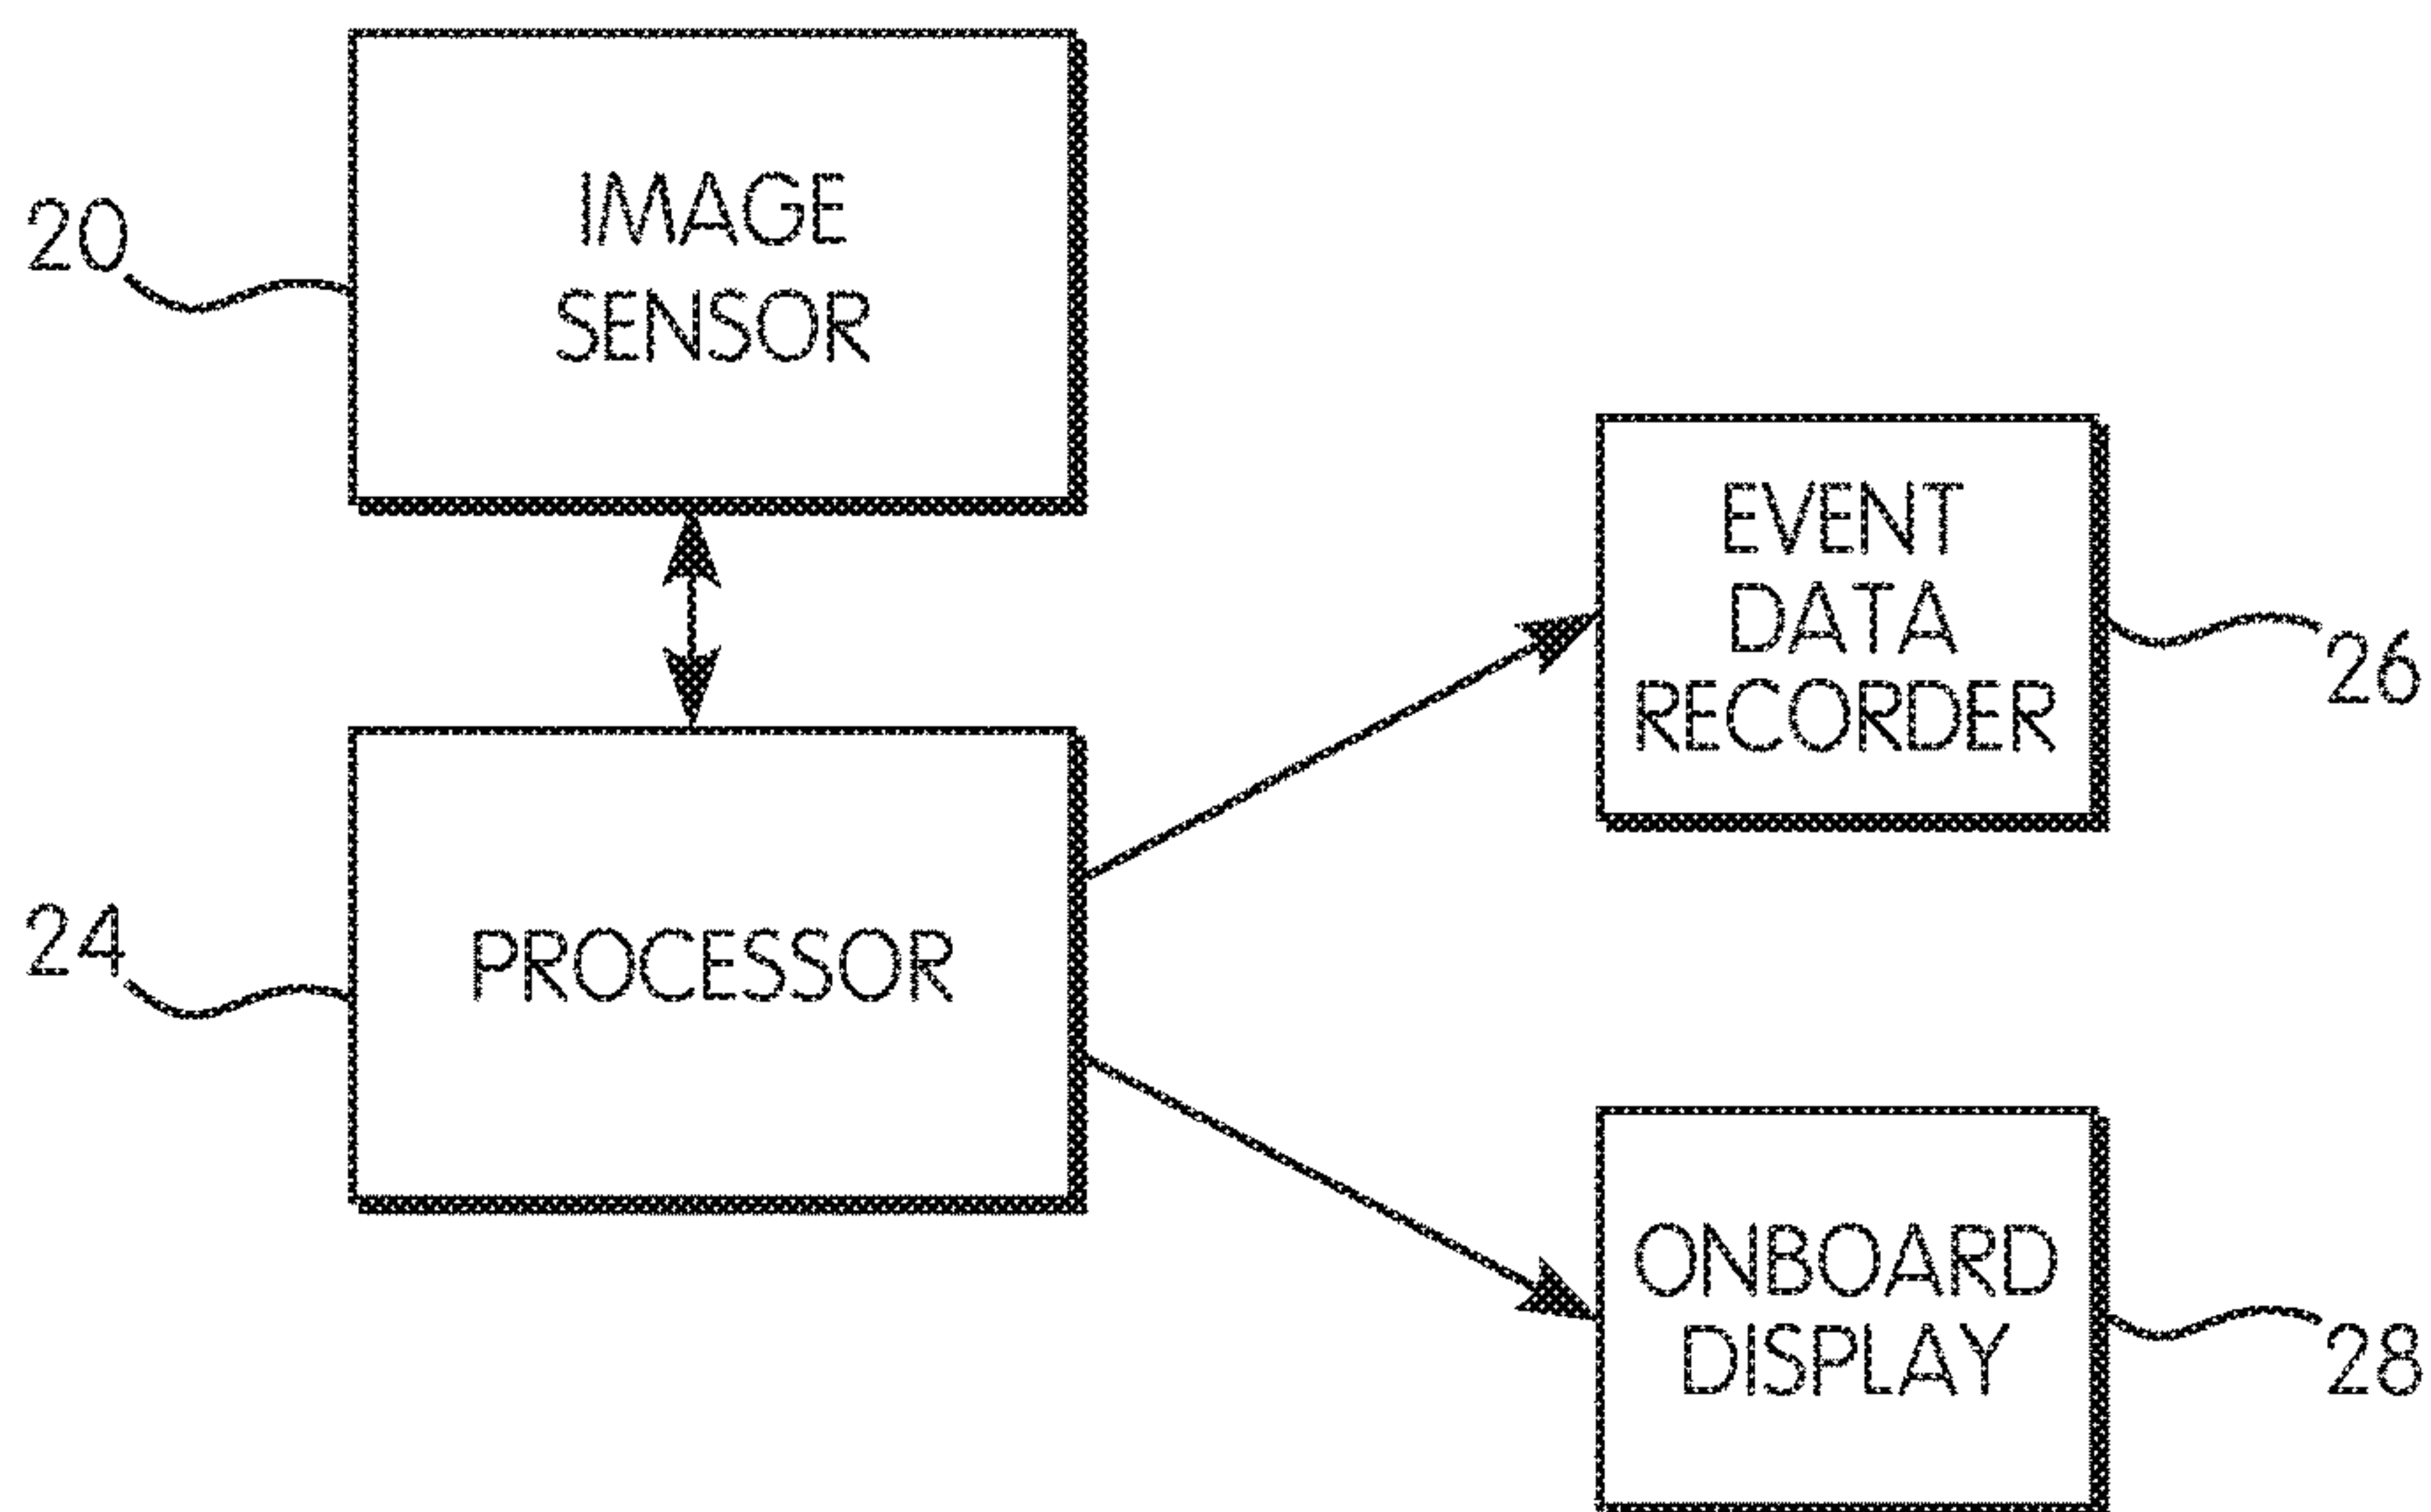 20
IMAGE
SENSOR
24
PROCESSOR
EVENT
DATA
RECORDER
26
ONBOARD
DISPLAY
28